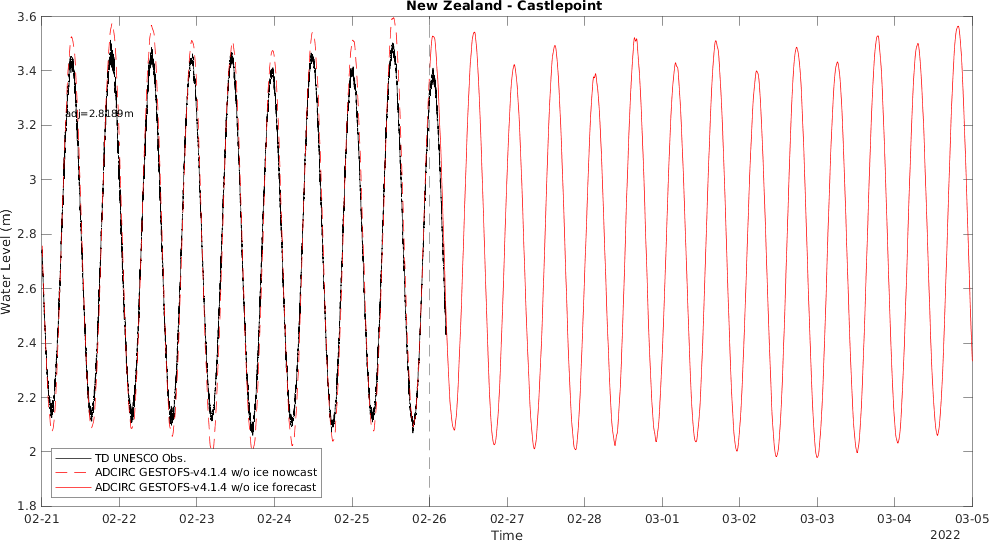 New Zealand - Castlepoint
Water Level (m)
3.6
3.4
3.2
3
2.8
2.6
2.4
2.2
2
1.8
adj=2.8189m
TD UNESCO Obs.
ADCIRC GESTOFS-v4.1.4 w/o ice nowcast
ADCIRC GESTOFS-v4.1.4 w/o ice forecast
02-21 02-22 02-23 02-24 02-25 02-26 02-27 02-28 03-01 03-02 03-03 03-04 03-05
Time
2022